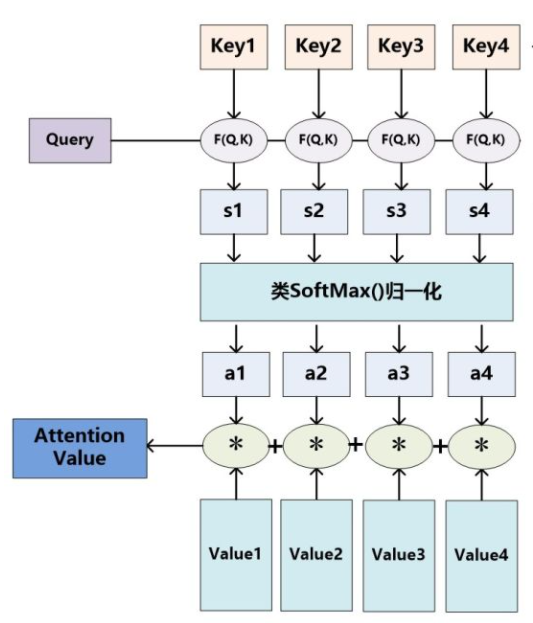 Key1 Key2 Key3 Key4
Query F(Q,K) F(Q,K) F(Q,K) F(Q,K)
s1 s2 s3 s4
类SoftMax()归一化
a1 a2 a3 a4
Attention
Value
* + * + * + *
Value1 Value2 Value3 Value4